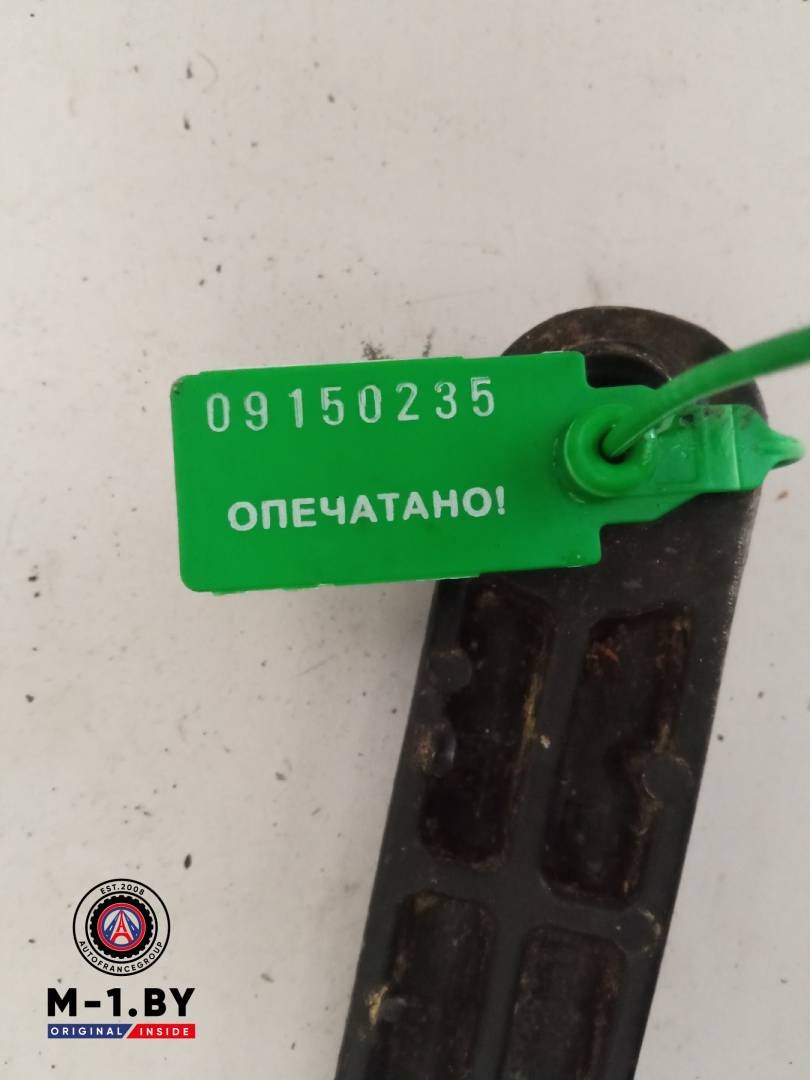 09150235
ОПЕЧАТАНО!
EST.2008
AUTOFRANCEGROUP
M-1.BY
ORIGINAL INSIDE